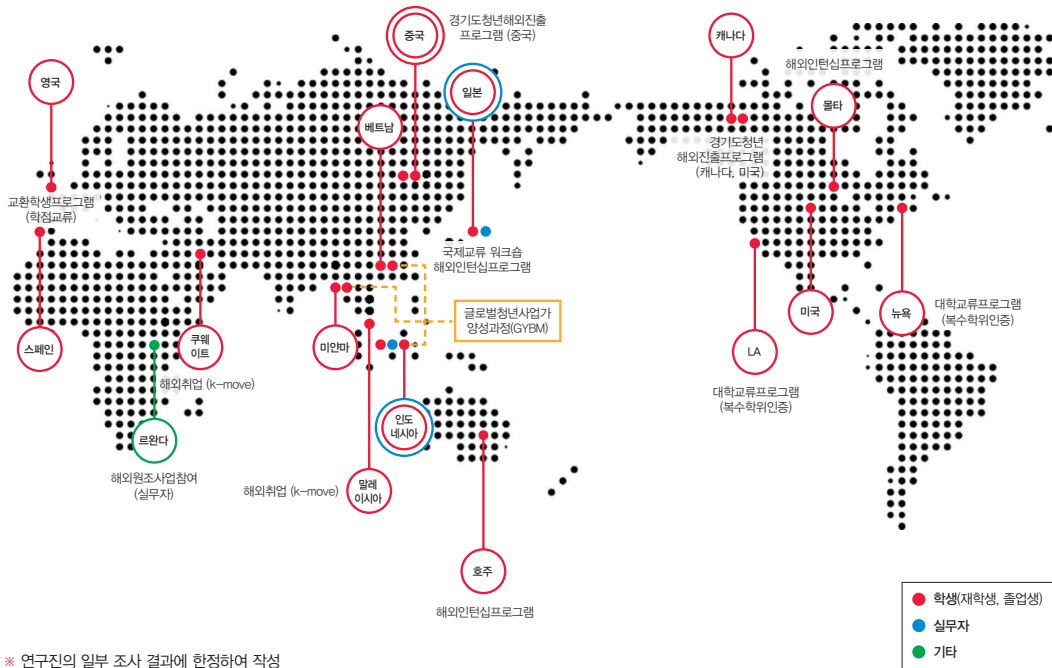 중국
경기도청년해외진출
프로그램 (중국)
캐나다
해외인턴십프로그램
영국
일본
몰타
베트남
경기도청년
해외진출프로그램
(캐나다, 미국)
교환학생프로그램
(학점교류)
국제교류 워크숍
해외인턴십프로그램
글로벌청년사업가
양성과정(GYBM)
스페인
쿠웨
이트
미얀마
미국
뉴욕
대학교류프로그램
(복수학위인증)
LA
해외취업 (k-move)
대학교류프로그램
(복수학위인증)
르완다
인도
네시아
해외원조사업참여
(실무자)
해외취업 (k-move)
말레
이시아
호주
해외인턴십프로그램
학생(재학생, 졸업생)
실무자
기타
※ 연구진의 일부 조사 결과에 한정하여 작성